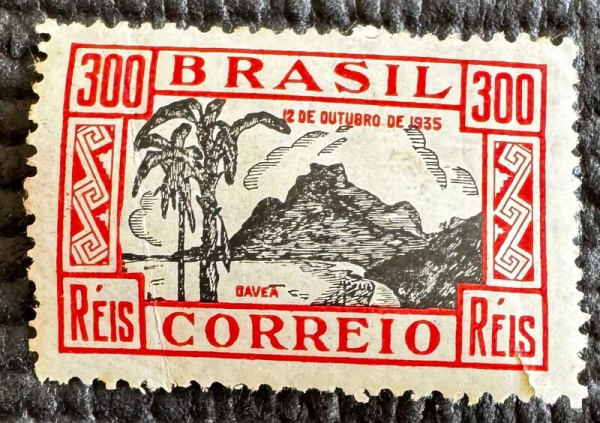 300 BRASIL 300
12 DE OUTUBRO DE 1935
GAVEA
RÉIS CORREIO RÉIS